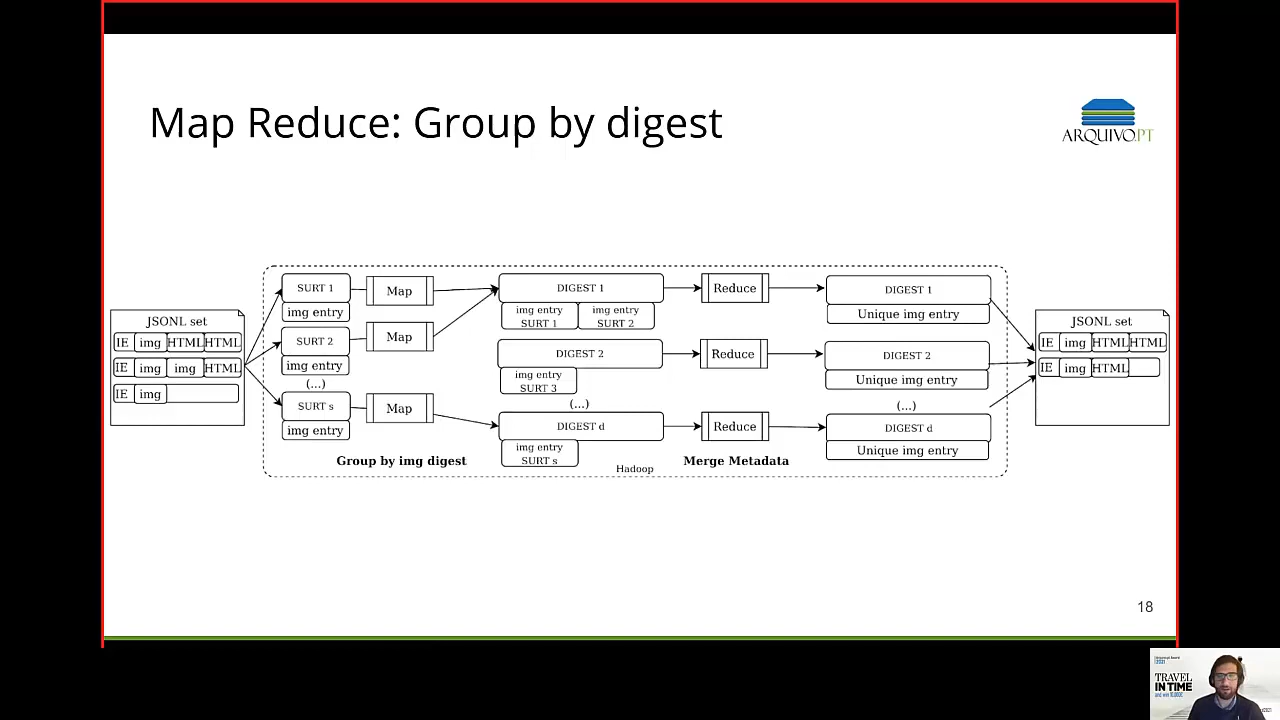 Map Reduce: Group by digest
ARQUIVO.PT
JSONL set
IE img HTML HTML
IE img img HTML
IE img
SURT 1
img entry
SURT 2
img entry
(...)
SURT s
img entry
Map
Map
Map
Group by img digest
DIGEST 1
img entry SURT 1
img entry SURT 2
DIGEST 2
img entry SURT 3
(...)
DIGEST d
img entry SURT s
Hadoop
Reduce
Reduce
Reduce
Merge Metadata
DIGEST 1
Unique img entry
DIGEST 2
Unique img entry
(...)
DIGEST d
Unique img entry
JSONL set
IE img HTML HTML
IE img HTML
18
2021
TRAVEL
IN TIME